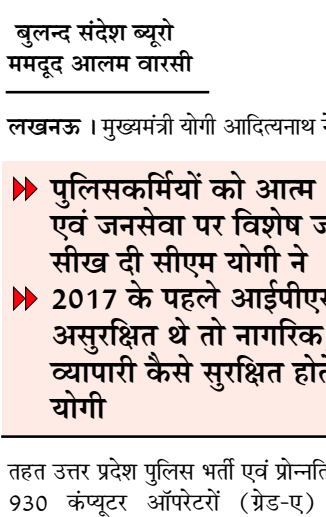 बुलन्द संदेश ब्यूरो
ममदूद आलम वारसी
लखनऊ । मुख्यमंत्री योगी आदित्यनाथ
पुलिसकर्मियों को आत्म
एवं जनसेवा पर विशेष
सीख दी सीएम योगी ने
2017 के पहले आईपीएस
असुरक्षित थे तो नागरिक
व्यापारी कैसे सुरक्षित होते
योगी
तहत उत्तर प्रदेश पुलिस भर्ती एवं प्रोन्नति
930 कंप्यूटर ऑपरेटरों (ग्रेड-ए)